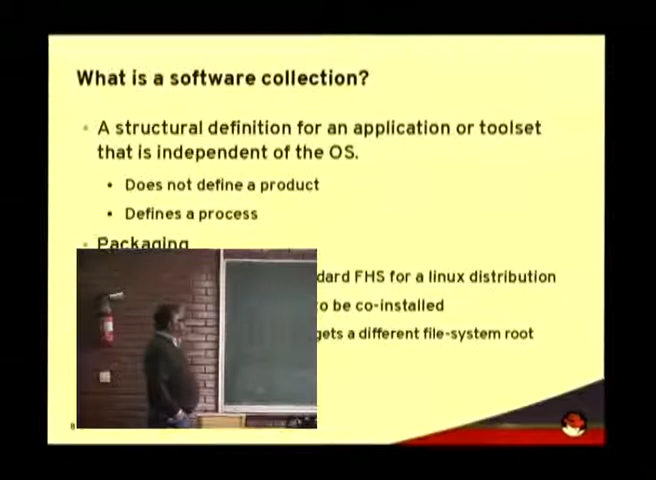 What is a software collection?
A structural definition for an application or toolset
that is independent of the OS.
Does not define a product
Defines a process
Packaging
dard FHS for a linux distribution
o be co-installed
gets a different file-system root
8